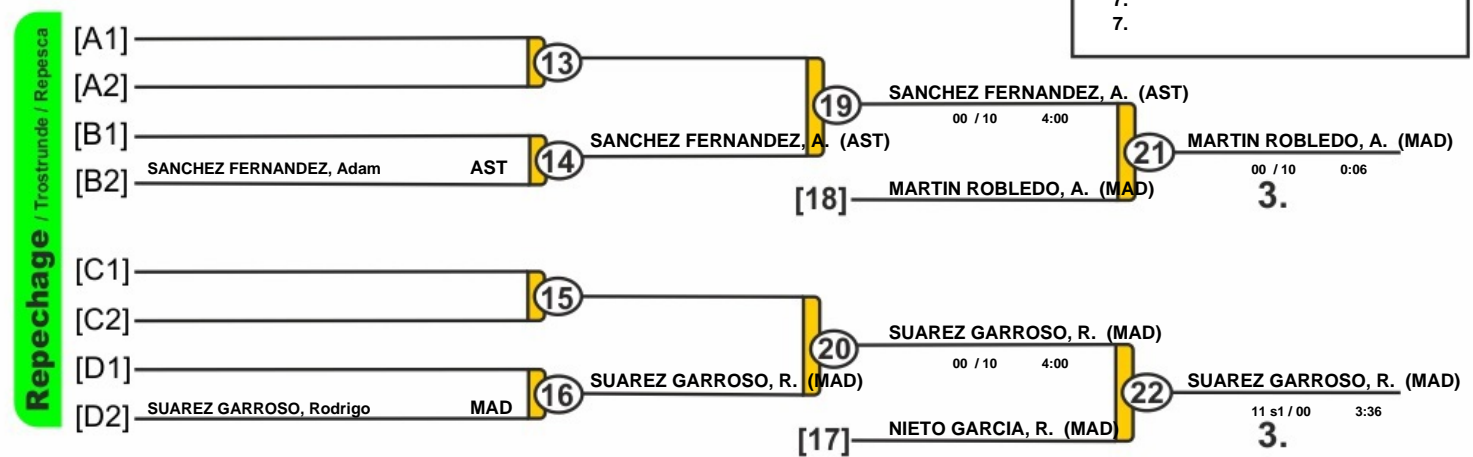 7.
7.
Repechage / Trostrunde / Repesca
[A1]
13
[A2]
19
SANCHEZ FERNANDEZ, A. (AST)
00 / 10 4:00
[B1]
SANCHEZ FERNANDEZ, A. (AST)
21
MARTIN ROBLEDO, A. (MAD)
00 / 10 0:06
3.
[B2] SANCHEZ FERNANDEZ, Adam AST
14
[18] MARTIN ROBLEDO, A. (MAD)
[C1]
15
[C2]
20
SUAREZ GARROSO, R. (MAD)
00 / 10 4:00
[D1]
SUAREZ GARROSO, R. (MAD)
22
SUAREZ GARROSO, R. (MAD)
11 s1 / 00 3:36
3.
[D2] SUAREZ GARROSO, Rodrigo MAD
16
[17] NIETO GARCIA, R. (MAD)